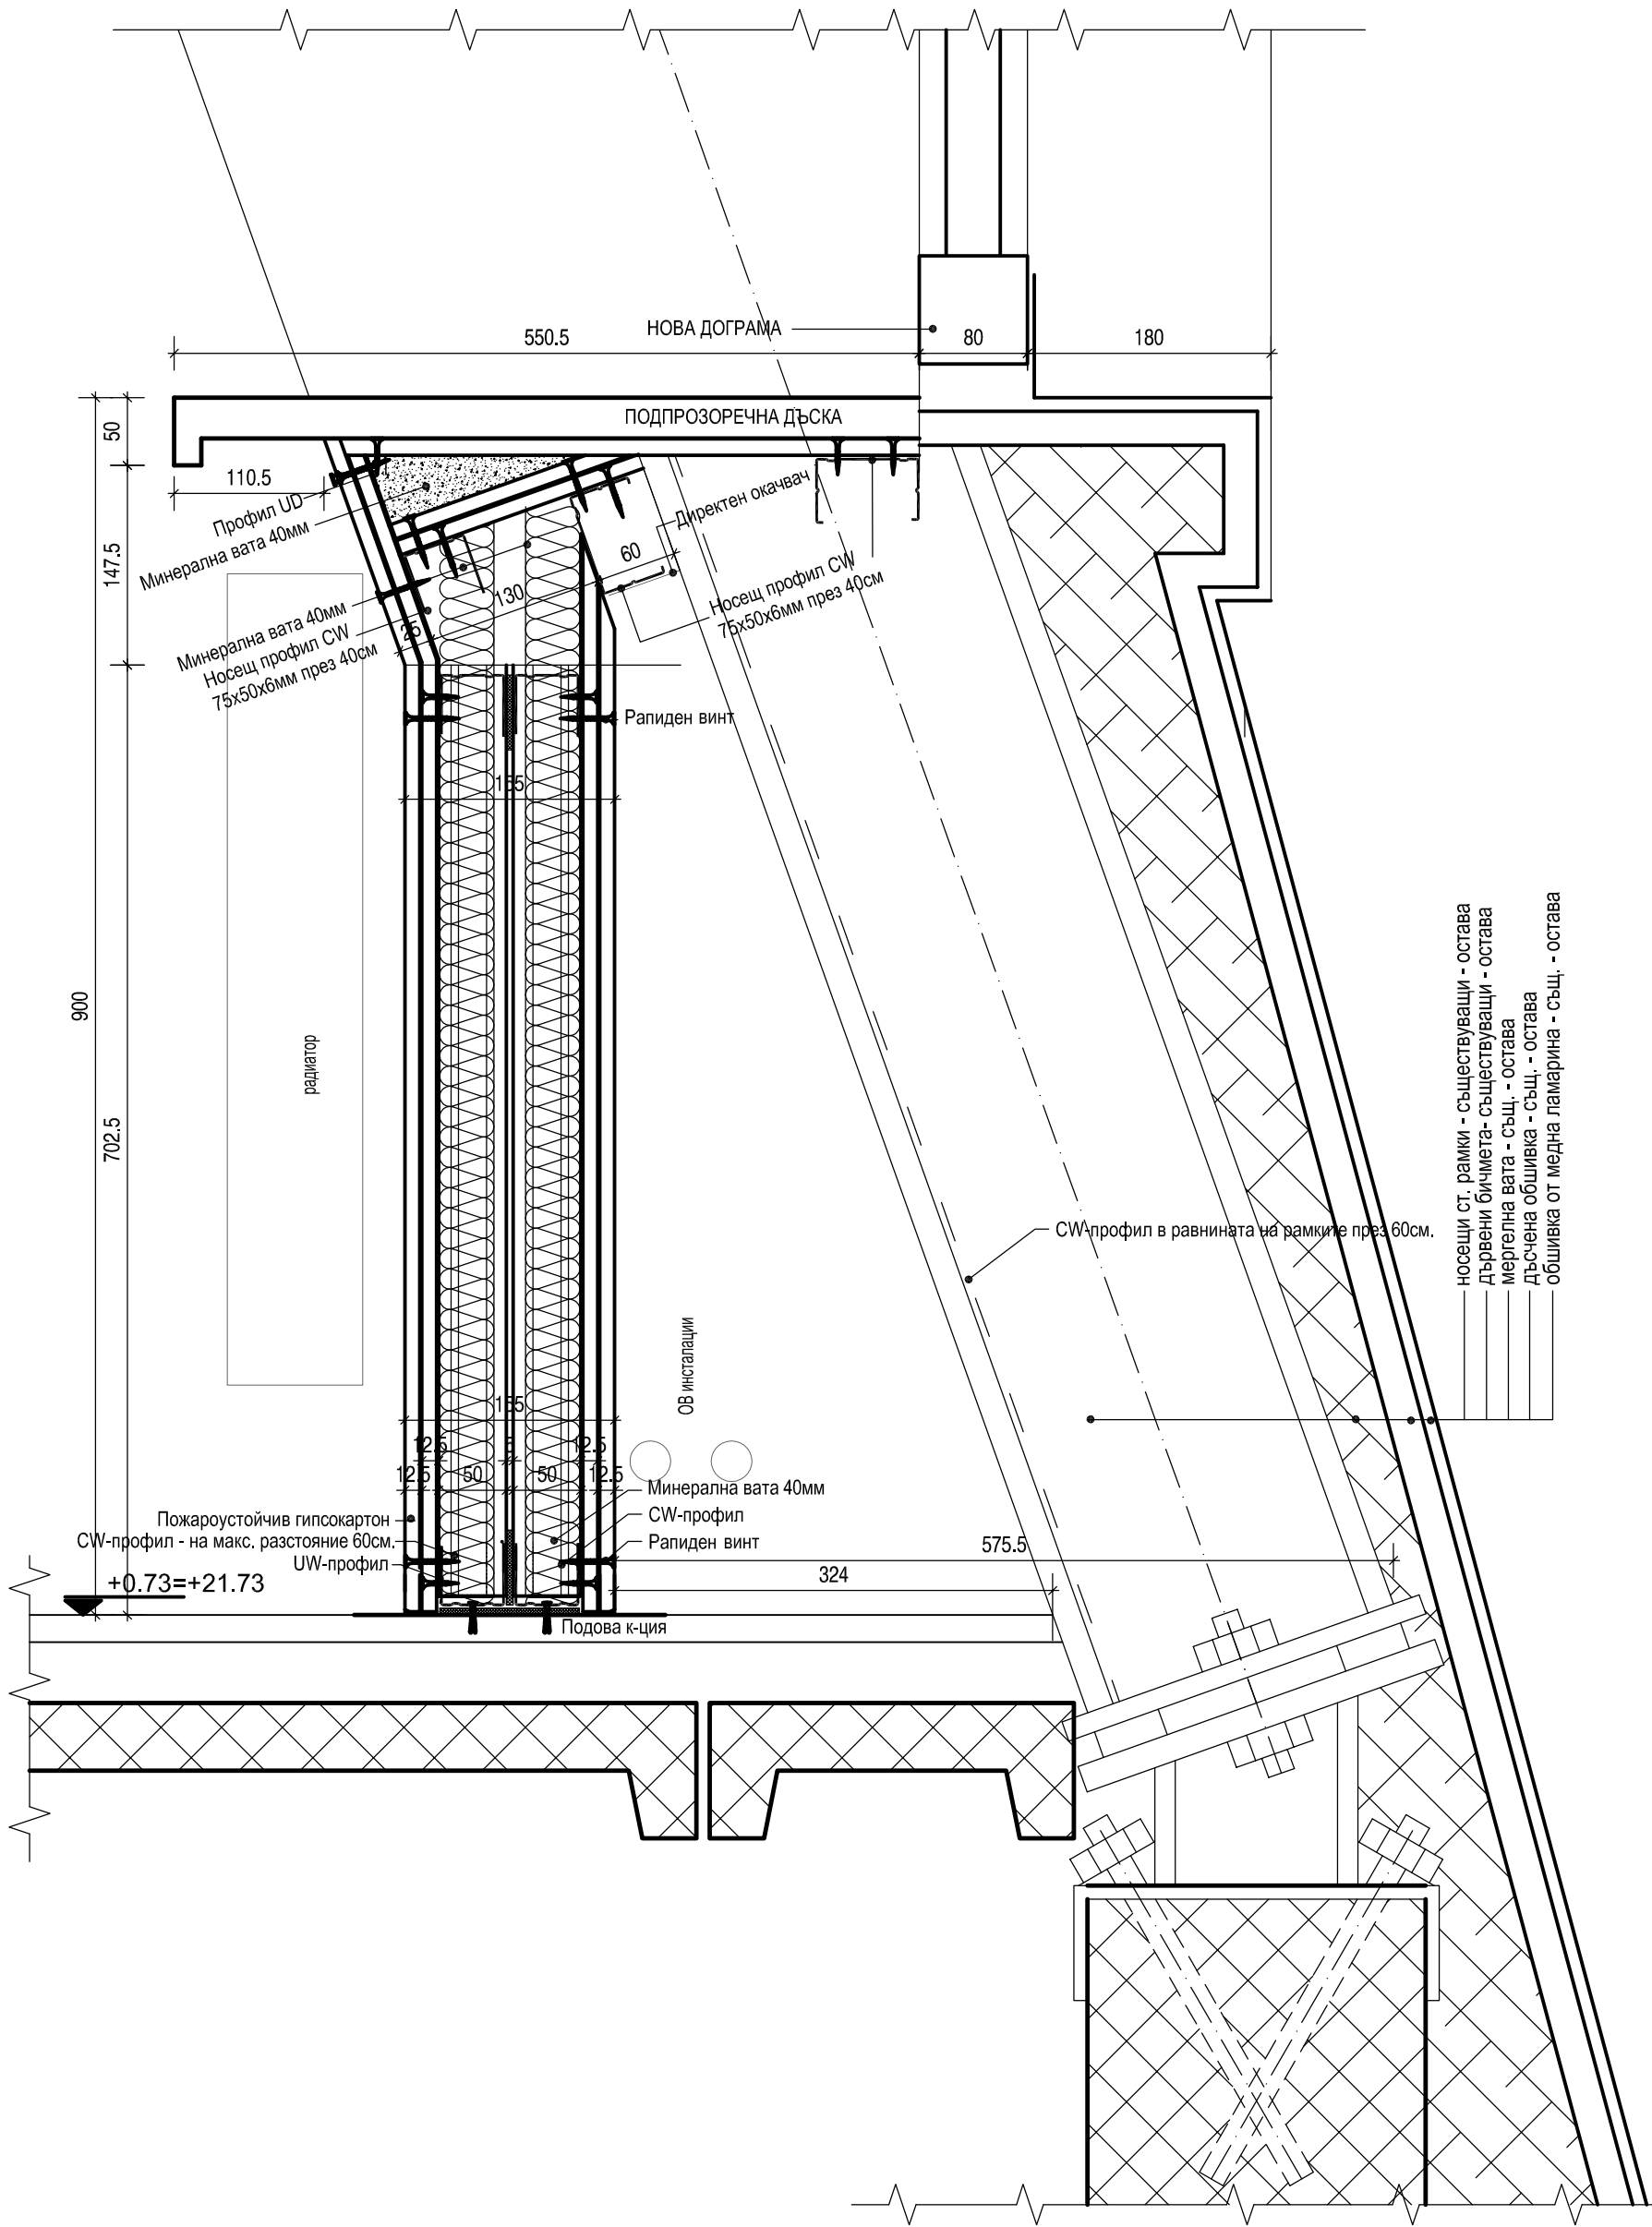 НОВА ДОГРАМА
550.5
80
180
ПОДПРОЗОРЕЧНА ДЪСКА
50
110.5
147.5
Профил UD
Минерална вата 40мм
Директен окачвач
60
130
25
Носещ профил CW
75х50х6мм през 40см
Минерална вата 40мм
Носещ профил CW
75х50х6мм през 40см
Рапиден винт
155
900
702.5
радиатор
носещи ст. рамки - съществуващи - остава
дървени бичмета- съществуващи - остава
мергелна вата - същ. - остава
дъсчена обшивка - същ. - остава
обшивка от медна ламарина - същ. - остава
CW-профил в равнината на рамките през 60см.
ОВ инсталации
155
12.5
5
12.5
12.5
50
50
12.5
Минерална вата 40мм
CW-профил
Рапиден винт
Пожароустойчив гипсокартон
CW-профил - на макс. разстояние 60см.
UW-профил
575.5
324
+0.73=+21.73
Подова к-ция